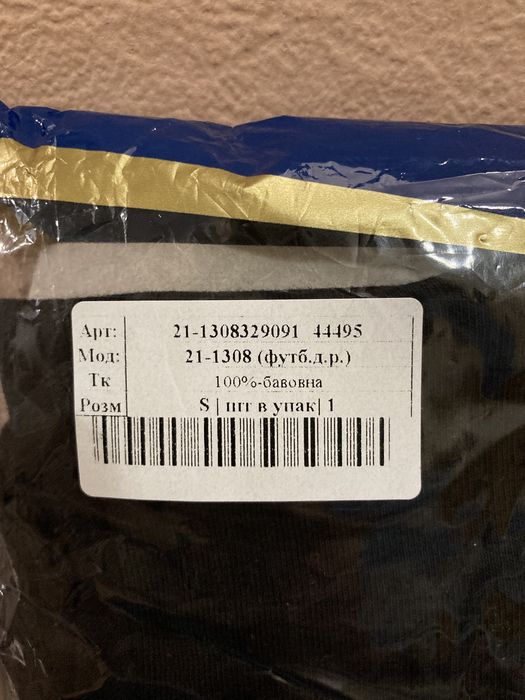 Арт: 21-1308329091 44495
Мод: 21-1308 (футб.д.р.)
Тк 100%-бавовна
Розм S | шт в упак| 1